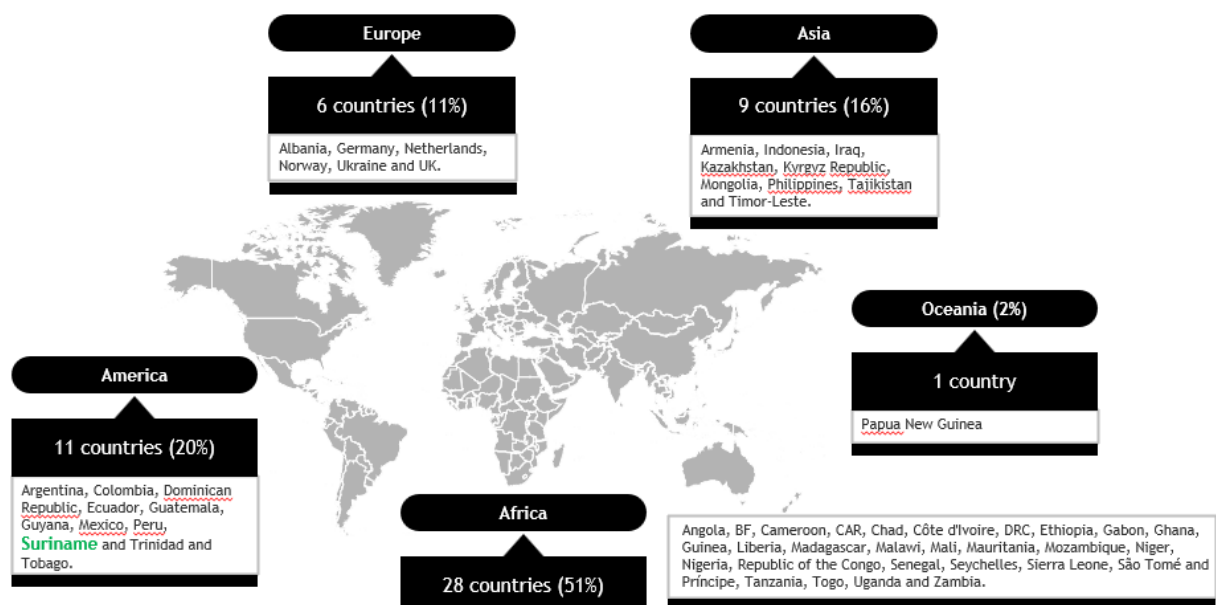 Europe
6 countries (11%)
Albania, Germany, Netherlands,
Norway, Ukraine and UK.
Asia
9 countries (16%)
Armenia, Indonesia, Iraq,
Kazakhstan, Kyrgyz Republic,
Mongolia, Philippines, Tajikistan
and Timor-Leste.
Oceania (2%)
1 country
Papua New Guinea
America
11 countries (20%)
Argentina, Colombia, Dominican
Republic, Ecuador, Guatemala,
Guyana, Mexico, Peru,
Suriname and Trinidad and
Tobago.
Africa
28 countries (51%)
Angola, BF, Cameroon, CAR, Chad, Côte d'Ivoire, DRC, Ethiopia, Gabon, Ghana,
Guinea, Liberia, Madagascar, Malawi, Mali, Mauritania, Mozambique, Niger,
Nigeria, Republic of the Congo, Senegal, Seychelles, Sierra Leone, São Tomé and
Príncipe, Tanzania, Togo, Uganda and Zambia.